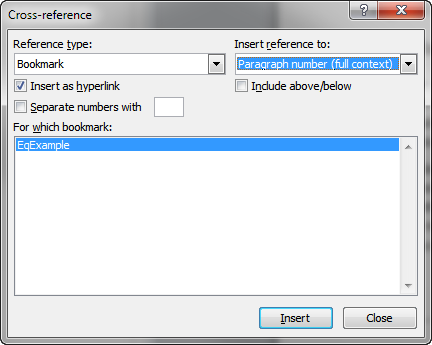 Cross-reference
Reference type:
Insert reference to:
Bookmark
Paragraph number (full context)
Insert as hyperlink
Include above/below
Separate numbers with
For which bookmark:
EqExample
Insert
Close